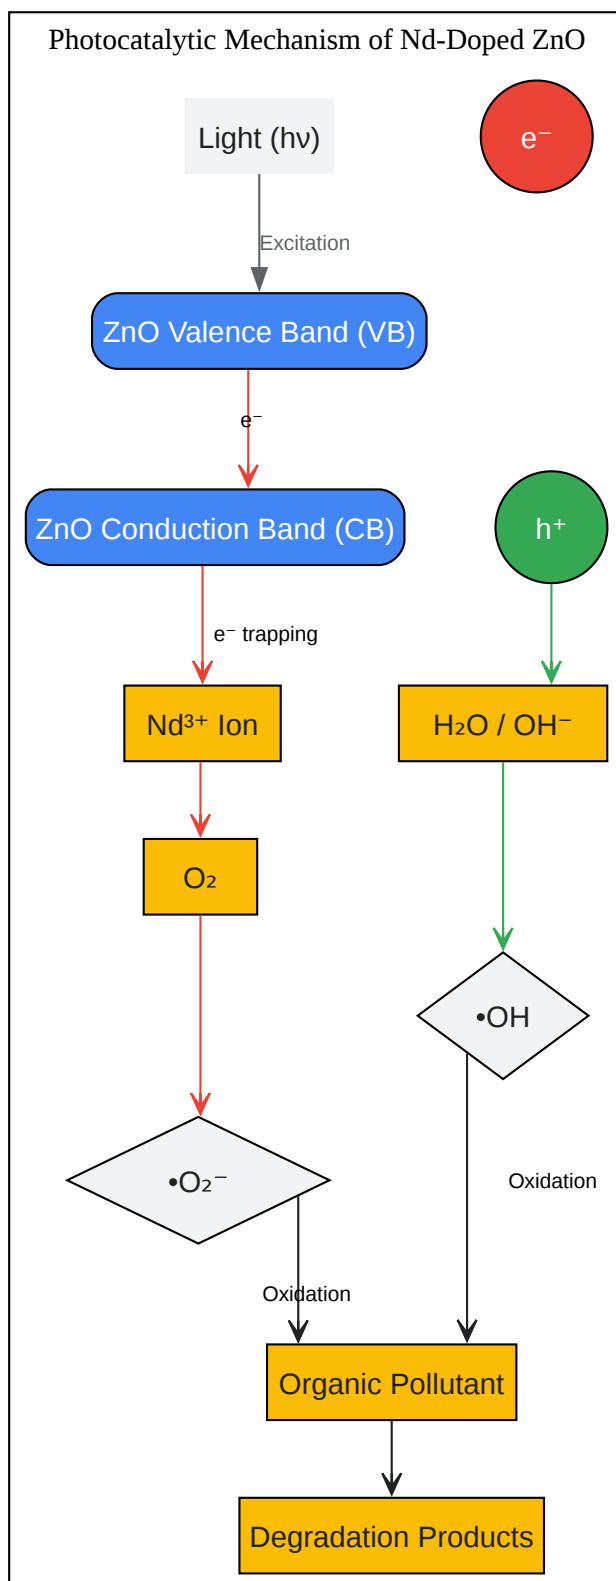 Photocatalytic Mechanism of Nd-Doped ZnO
Light (hν)
e⁻
Excitation
ZnO Valence Band (VB)
e⁻
ZnO Conduction Band (CB)
h⁺
e⁻ trapping
Nd³⁺ Ion
H₂O / OH⁻
O₂
•OH
•O₂⁻
Oxidation
Oxidation
Organic Pollutant
Degradation Products